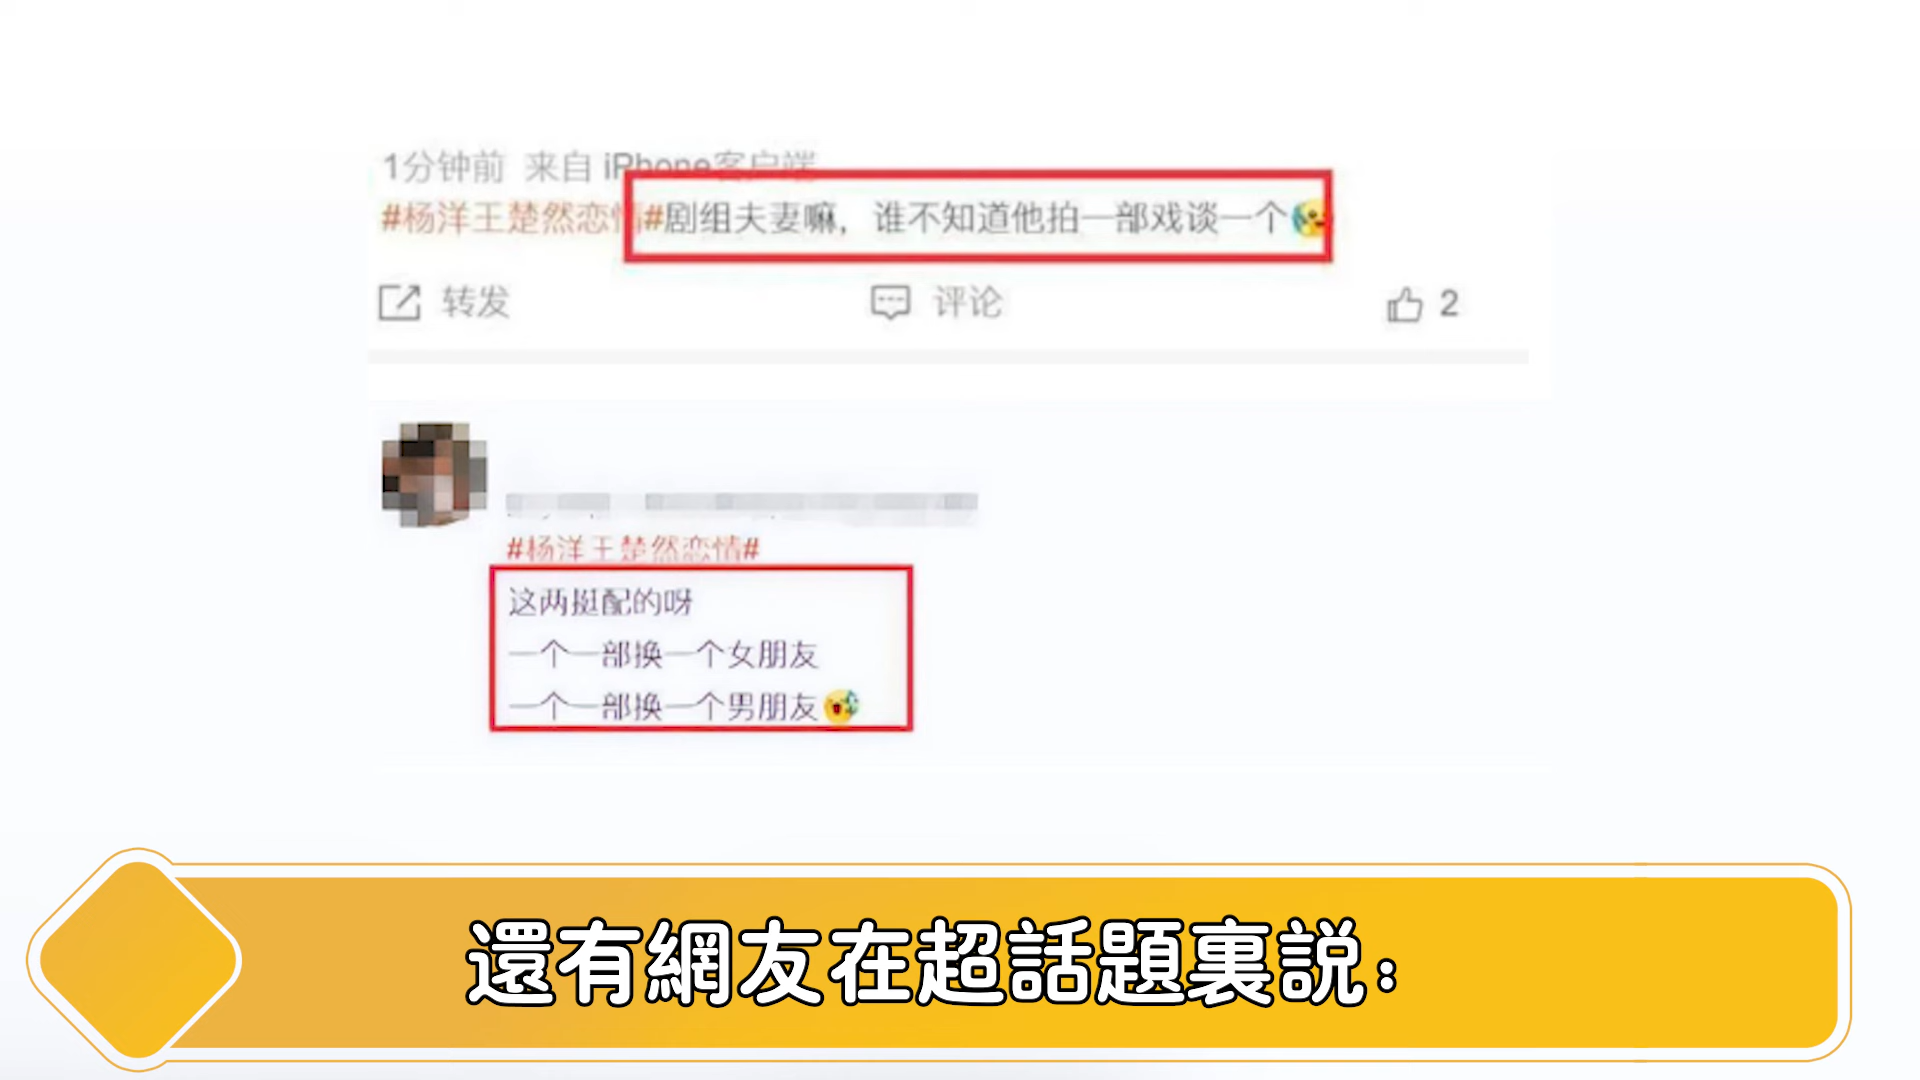 1分钟前 来自 iPhone客户端
#杨洋王楚然恋情#剧组夫妻嘛，谁不知道他拍一部戏谈一个
转发 评论 2
#杨洋王楚然恋情#
这两挺配的呀
一个一部换一个女朋友
一个一部换一个男朋友
還有網友在超話題裏説：